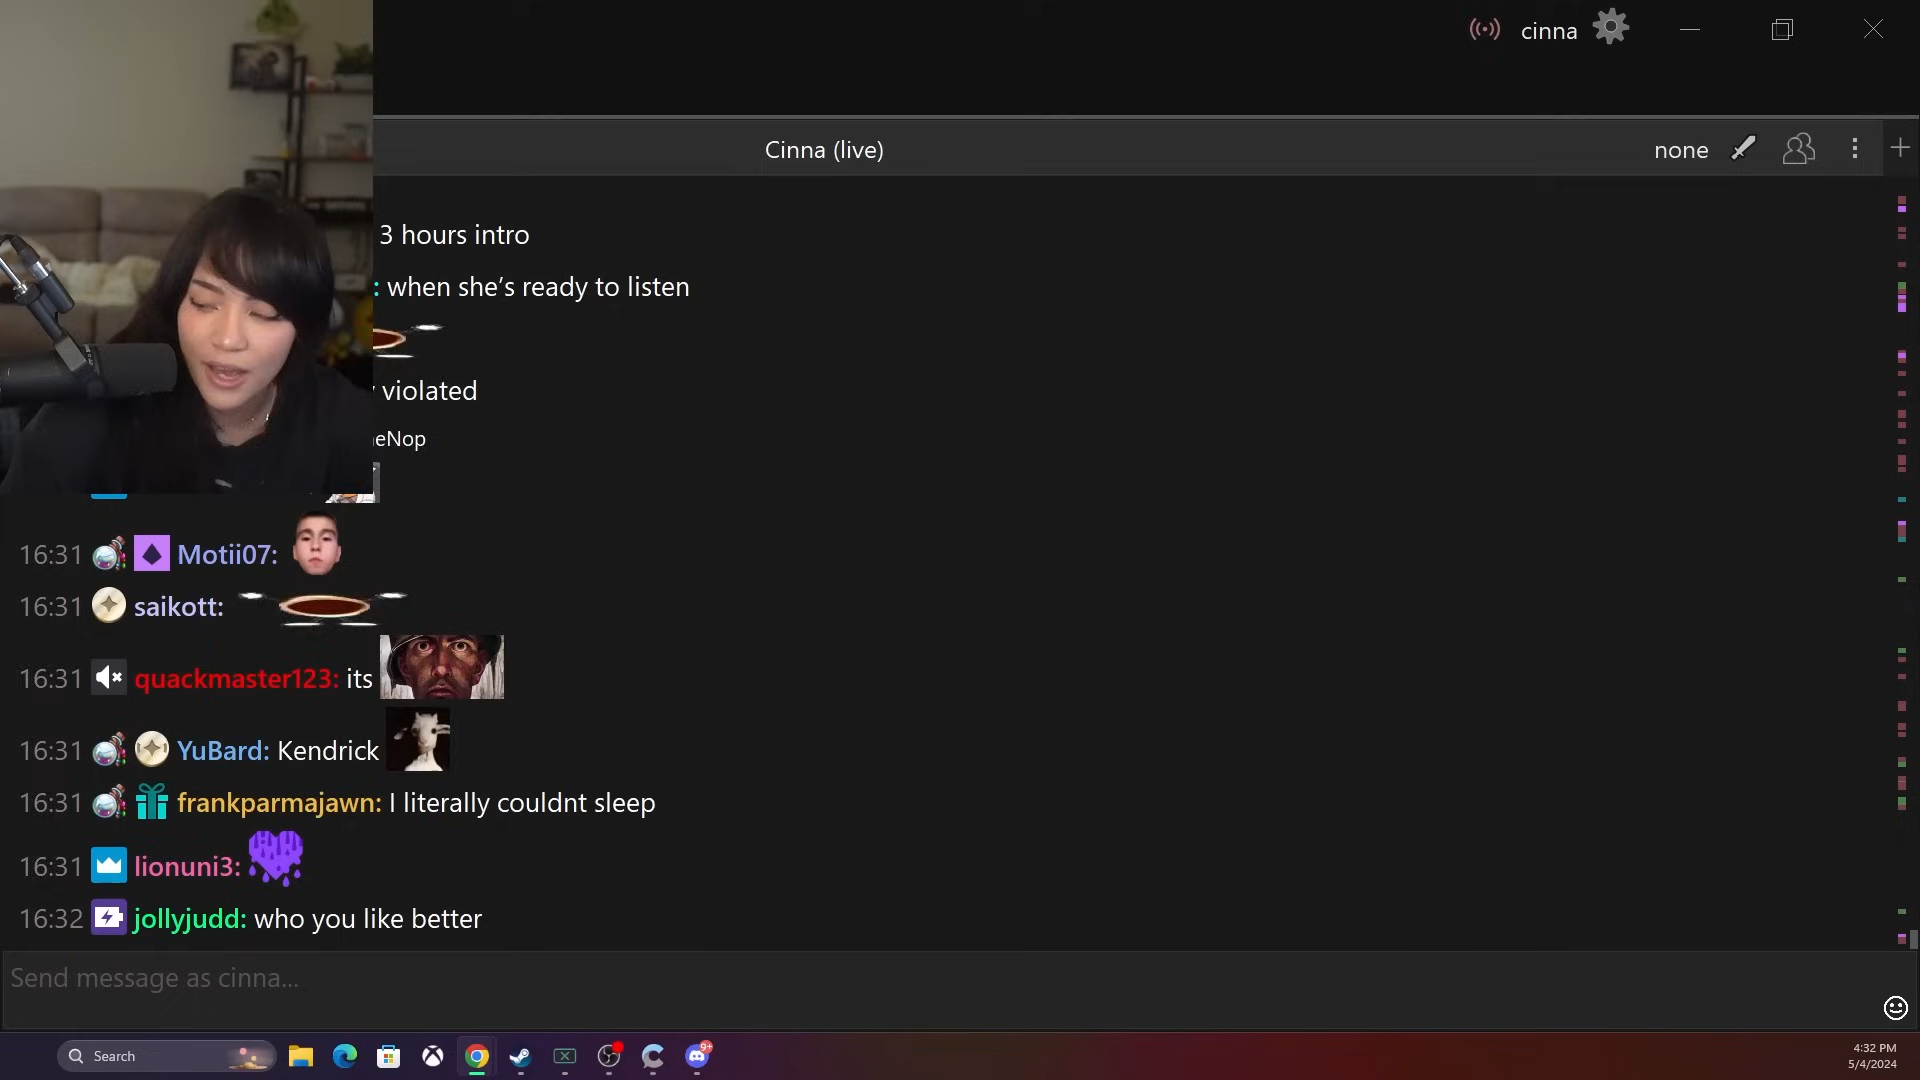 cinna
Cinna (live)
none
3 hours intro
: when she’s ready to listen
violated
eNop
16:31 Motii07:
16:31 saikott:
16:31 quackmaster123: its
16:31 YuBard: Kendrick
16:31 frankparmajawn: I literally couldnt sleep
16:31 lionuni3:
16:32 jollyjudd: who you like better
Send message as cinna...
Search
9+
4:32 PM
5/4/2024